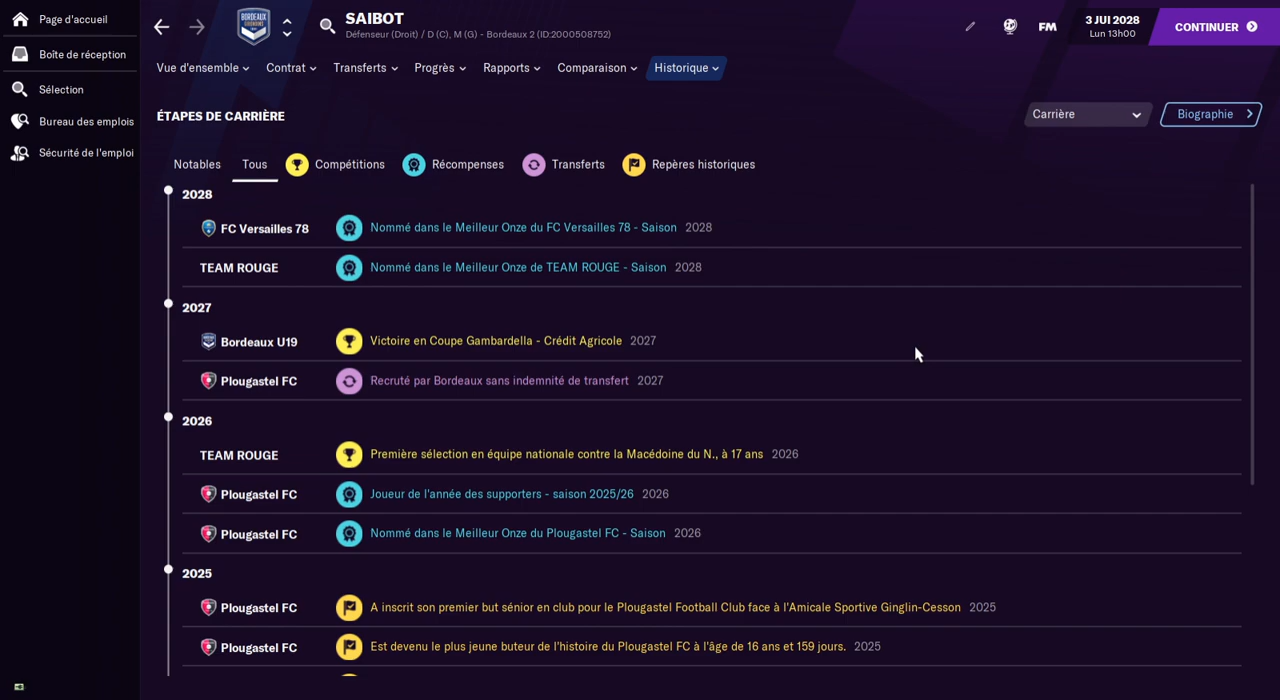 Page d'accueil
Boîte de réception
Sélection
Bureau des emplois
Sécurité de l'emploi
SAIBOT
Défenseur (Droit) / D (C), M (G) - Bordeaux 2 (ID:2000508752)
FM
3 JUI 2028
Lun 13h00
CONTINUER
Vue d'ensemble
Contrat
Transferts
Progrès
Rapports
Comparaison
Historique
ÉTAPES DE CARRIÈRE
Carrière
Biographie
Notables
Tous
Compétitions
Récompenses
Transferts
Repères historiques
2028
FC Versailles 78 Nommé dans le Meilleur Onze du FC Versailles 78 - Saison 2028
TEAM ROUGE Nommé dans le Meilleur Onze de TEAM ROUGE - Saison 2028
2027
Bordeaux U19 Victoire en Coupe Gambardella - Crédit Agricole 2027
Plougastel FC Recruté par Bordeaux sans indemnité de transfert 2027
2026
TEAM ROUGE Première sélection en équipe nationale contre la Macédoine du N., à 17 ans 2026
Plougastel FC Joueur de l'année des supporters - saison 2025/26 2026
Plougastel FC Nommé dans le Meilleur Onze du Plougastel FC - Saison 2026
2025
Plougastel FC A inscrit son premier but sénior en club pour le Plougastel Football Club face à l'Amicale Sportive Ginglin-Cesson 2025
Plougastel FC Est devenu le plus jeune buteur de l'histoire du Plougastel FC à l'âge de 16 ans et 159 jours. 2025